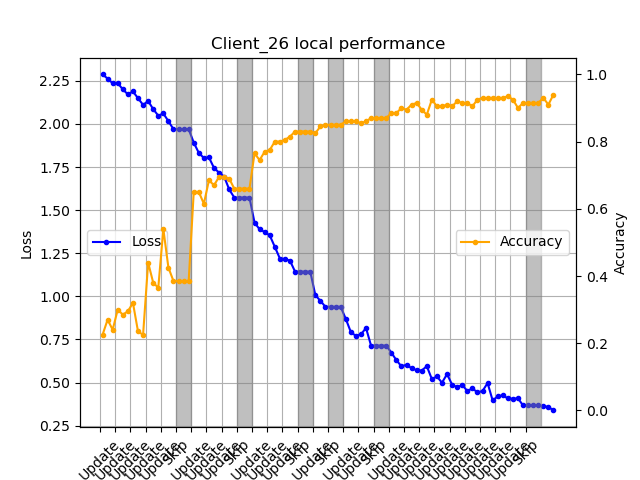 Client_26 local performance
2.25
2.00
1.75
1.50
1.25
1.00
0.75
0.50
0.25
Loss
Loss
Accuracy
1.0
0.8
0.6
0.4
0.2
0.0
Accuracy
Update
Update
Update
Update
Update
Skip
Update
Update
Update
Skip
Update
Update
Update
Skip
Update
Skip
Update
Update
Skip
Update
Update
Update
Update
Update
Update
Update
Update
Update
Skip